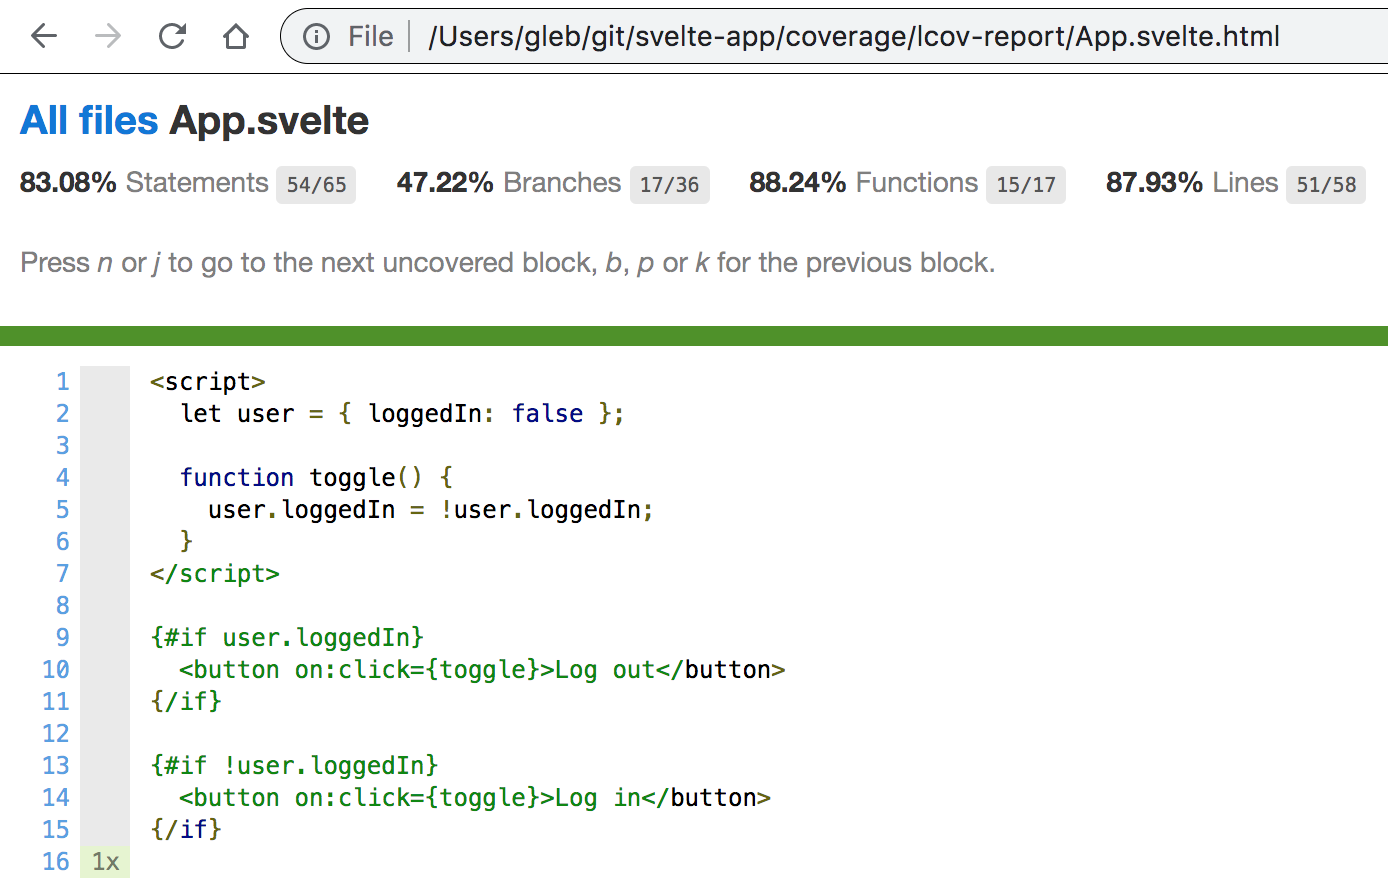 File /Users/gleb/git/svelte-app/coverage/lcov-report/App.svelte.html
All files App.svelte
83.08% Statements 54/65 47.22% Branches 17/36 88.24% Functions 15/17 87.93% Lines 51/58
Press n or j to go to the next uncovered block, b, p or k for the previous block.
1 <script>
2 let user = { loggedIn: false };
3
4 function toggle() {
5 user.loggedIn = !user.loggedIn;
6 }
7 </script>
8
9 {#if user.loggedIn}
10 <button on:click={toggle}>Log out</button>
11 {/if}
12
13 {#if !user.loggedIn}
14 <button on:click={toggle}>Log in</button>
15 {/if}
16 1x